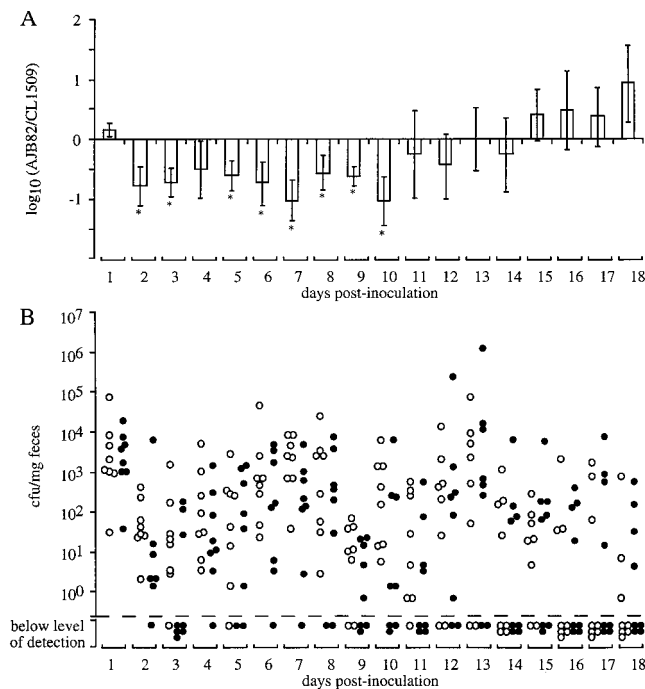 A
2
1
0
-1
-2
log10 (AJB82/CL1509)
* * * * * * * *
1 2 3 4 5 6 7 8 9 10 11 12 13 14 15 16 17 18
days post-inoculation
B
10^7
10^6
10^5
10^4
10^3
10^2
10^1
10^0
cfu/mg feces
below level
of detection
1 2 3 4 5 6 7 8 9 10 11 12 13 14 15 16 17 18
days post-inoculation